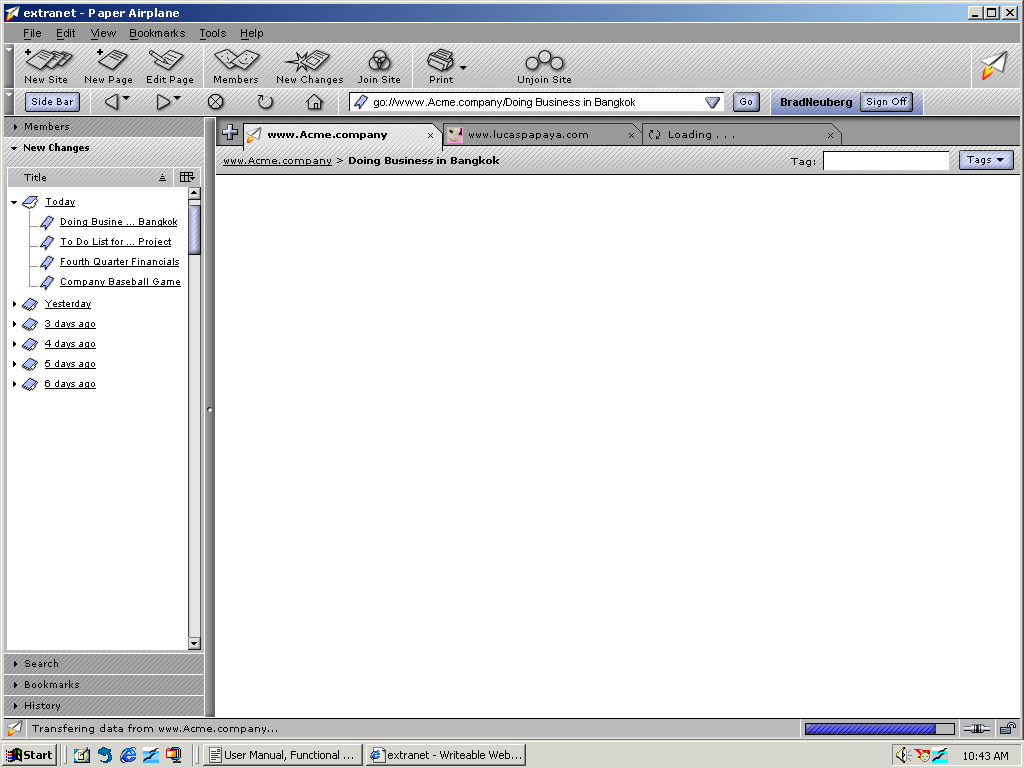 extranet - Paper Airplane
File Edit View Bookmarks Tools Help
New Site New Page Edit Page Members New Changes Join Site Print Unjoin Site
Side Bar go://www.Acme.company/Doing Business in Bangkok Go BradNeuberg Sign Off
Members
New Changes
www.Acme.company x www.lucaspapaya.com x Loading . . . x
www.Acme.company > Doing Business in Bangkok Tag: Tags
Title
Today
Doing Busine ... Bangkok
To Do List for ... Project
Fourth Quarter Financials
Company Baseball Game
Yesterday
3 days ago
4 days ago
5 days ago
6 days ago
Search
Bookmarks
History
Transfering data from www.Acme.company...
Start User Manual, Functional ... extranet - Writeable Web... 10:43 AM